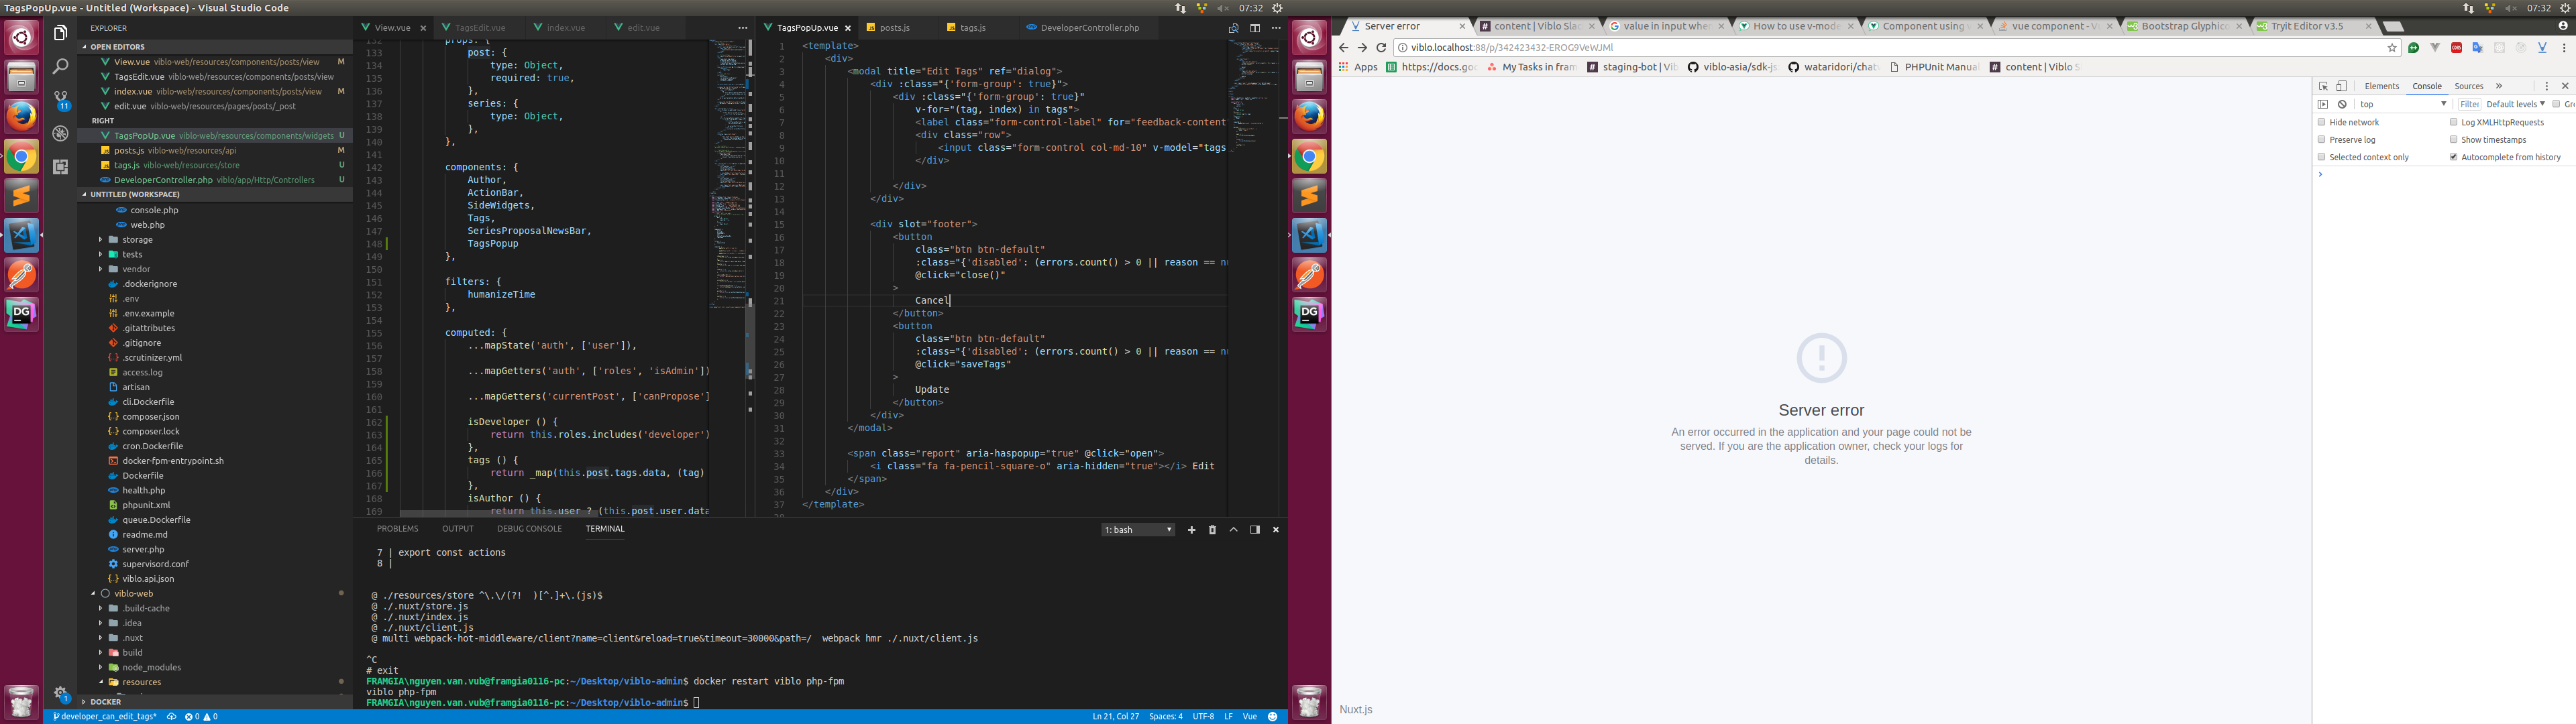 TagsPopUp.vue - Untitled (Workspace) - Visual Studio Code
07:32
07:32
EXPLORER
OPEN EDITORS
View.vue viblo-web/resources/components/posts/view M
TagsEdit.vue viblo-web/resources/components/posts/view
index.vue viblo-web/resources/components/posts/view M
edit.vue viblo-web/resources/pages/posts/_post
RIGHT
TagsPopUp.vue viblo-web/resources/components/widgets U
posts.js viblo-web/resources/api M
tags.js viblo-web/resources/store U
DeveloperController.php viblo/app/Http/Controllers U
UNTITLED (WORKSPACE)
console.php
web.php
storage
tests
vendor
.dockerignore
.env
.env.example
.gitattributes
.gitignore
.scrutinizer.yml
access.log
artisan
cli.Dockerfile
composer.json
composer.lock
cron.Dockerfile
docker-fpm-entrypoint.sh
Dockerfile
health.php
phpunit.xml
queue.Dockerfile
readme.md
server.php
supervisord.conf
viblo.api.json
viblo-web
.build-cache
.idea
.nuxt
build
node_modules
resources
DOCKER
11
1
DG
View.vue TagsEdit.vue index.vue edit.vue
132 props: {
133 post: {
134 type: Object,
135 required: true,
136 },
137 series: {
138 type: Object,
139 },
140 },
141
142 components: {
143 Author,
144 ActionBar,
145 SideWidgets,
146 Tags,
147 SeriesProposalNewsBar,
148 TagsPopup
149 },
150
151 filters: {
152 humanizeTime
153 },
154
155 computed: {
156 ...mapState('auth', ['user']),
157
158 ...mapGetters('auth', ['roles', 'isAdmin'])
159
160 ...mapGetters('currentPost', ['canPropose']
161
162 isDeveloper () {
163 return this.roles.includes('developer')
164 },
165 tags () {
166 return _map(this.post.tags.data, (tag)
167 },
168 isAuthor () {
169 return this.user ? (this.post.user.data
TagsPopUp.vue posts.js tags.js DeveloperController.php
1 <template>
2 <div>
3 <modal title="Edit Tags" ref="dialog">
4 <div :class="{'form-group': true}">
5 <div :class="{'form-group': true}"
6 v-for="(tag, index) in tags">
7 <label class="form-control-label" for="feedback-content
8 <div class="row">
9 <input class="form-control col-md-10" v-model="tags
10 </div>
11
12 </div>
13 </div>
14
15 <div slot="footer">
16 <button
17 class="btn btn-default"
18 :class="{'disabled': (errors.count() > 0 || reason == nu
19 @click="close()"
20 >
21 Cancel
22 </button>
23 <button
24 class="btn btn-default"
25 :class="{'disabled': (errors.count() > 0 || reason == nu
26 @click="saveTags"
27 >
28 Update
29 </button>
30 </div>
31 </modal>
32
33 <span class="report" aria-haspopup="true" @click="open">
34 <i class="fa fa-pencil-square-o" aria-hidden="true"></i> Edit
35 </span>
36 </div>
37 </template>
PROBLEMS OUTPUT DEBUG CONSOLE TERMINAL
1: bash
7 | export const actions
8 |
@ ./resources/store ^\.\/(?!  )[^.]+\.(js)$
@ ./.nuxt/store.js
@ ./.nuxt/index.js
@ ./.nuxt/client.js
@ multi webpack-hot-middleware/client?name=client&reload=true&timeout=30000&path=/  webpack hmr ./.nuxt/client.js
^C
# exit
FRAMGIA\nguyen.van.vub@framgia0116-pc:~/Desktop/viblo-admin$ docker restart viblo php-fpm
viblo php-fpm
FRAMGIA\nguyen.van.vub@framgia0116-pc:~/Desktop/viblo-admin$
developer_can_edit_tags* 0 0
Ln 21, Col 27 Spaces: 4 UTF-8 LF Vue
DG
Server error content | Viblo Slac value in input when How to use v-mode Component using v vue component - V Bootstrap Glyphic Tryit Editor v3.5
viblo.localhost:88/p/342423432-EROG9VeWJMl
Apps https://docs.goo My Tasks in fram staging-bot | Vib viblo-asia/sdk-js wataridori/chat PHPUnit Manual content | Viblo S
Server error
An error occurred in the application and your page could not be
served. If you are the application owner, check your logs for
details.
Nuxt.js
Elements Console Sources »
top Filter Default levels Gr
Hide network Log XMLHttpRequests
Preserve log Show timestamps
Selected context only Autocomplete from history